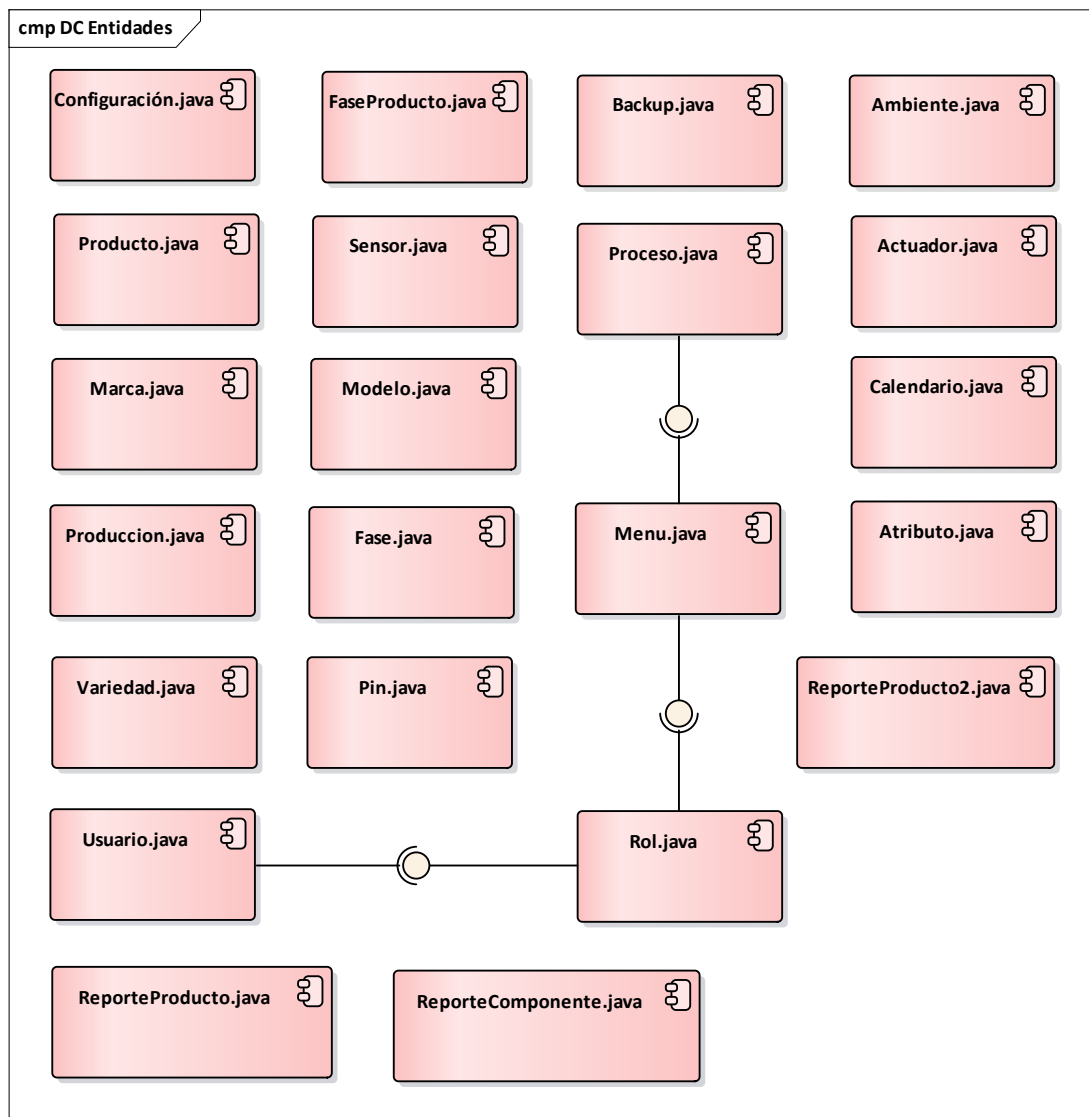 cmp DC Entidades
Configuración.java
FaseProducto.java
Backup.java
Ambiente.java
Producto.java
Sensor.java
Proceso.java
Actuador.java
Marca.java
Modelo.java
Calendario.java
Produccion.java
Fase.java
Menu.java
Atributo.java
Variedad.java
Pin.java
ReporteProducto2.java
Usuario.java
Rol.java
ReporteProducto.java
ReporteComponente.java